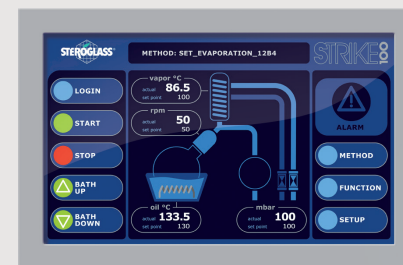 STEROGLASS
METHOD: SET_EVAPORATION_1284
STRIKE 100
LOGIN
START
STOP
BATH UP
BATH DOWN
vapor °C
actual 86.5
set point 100
rpm
actual 50
set point 50
oil °C
actual 133.5
set point 130
mbar
actual 100
set point 100
ALARM
METHOD
FUNCTION
SETUP